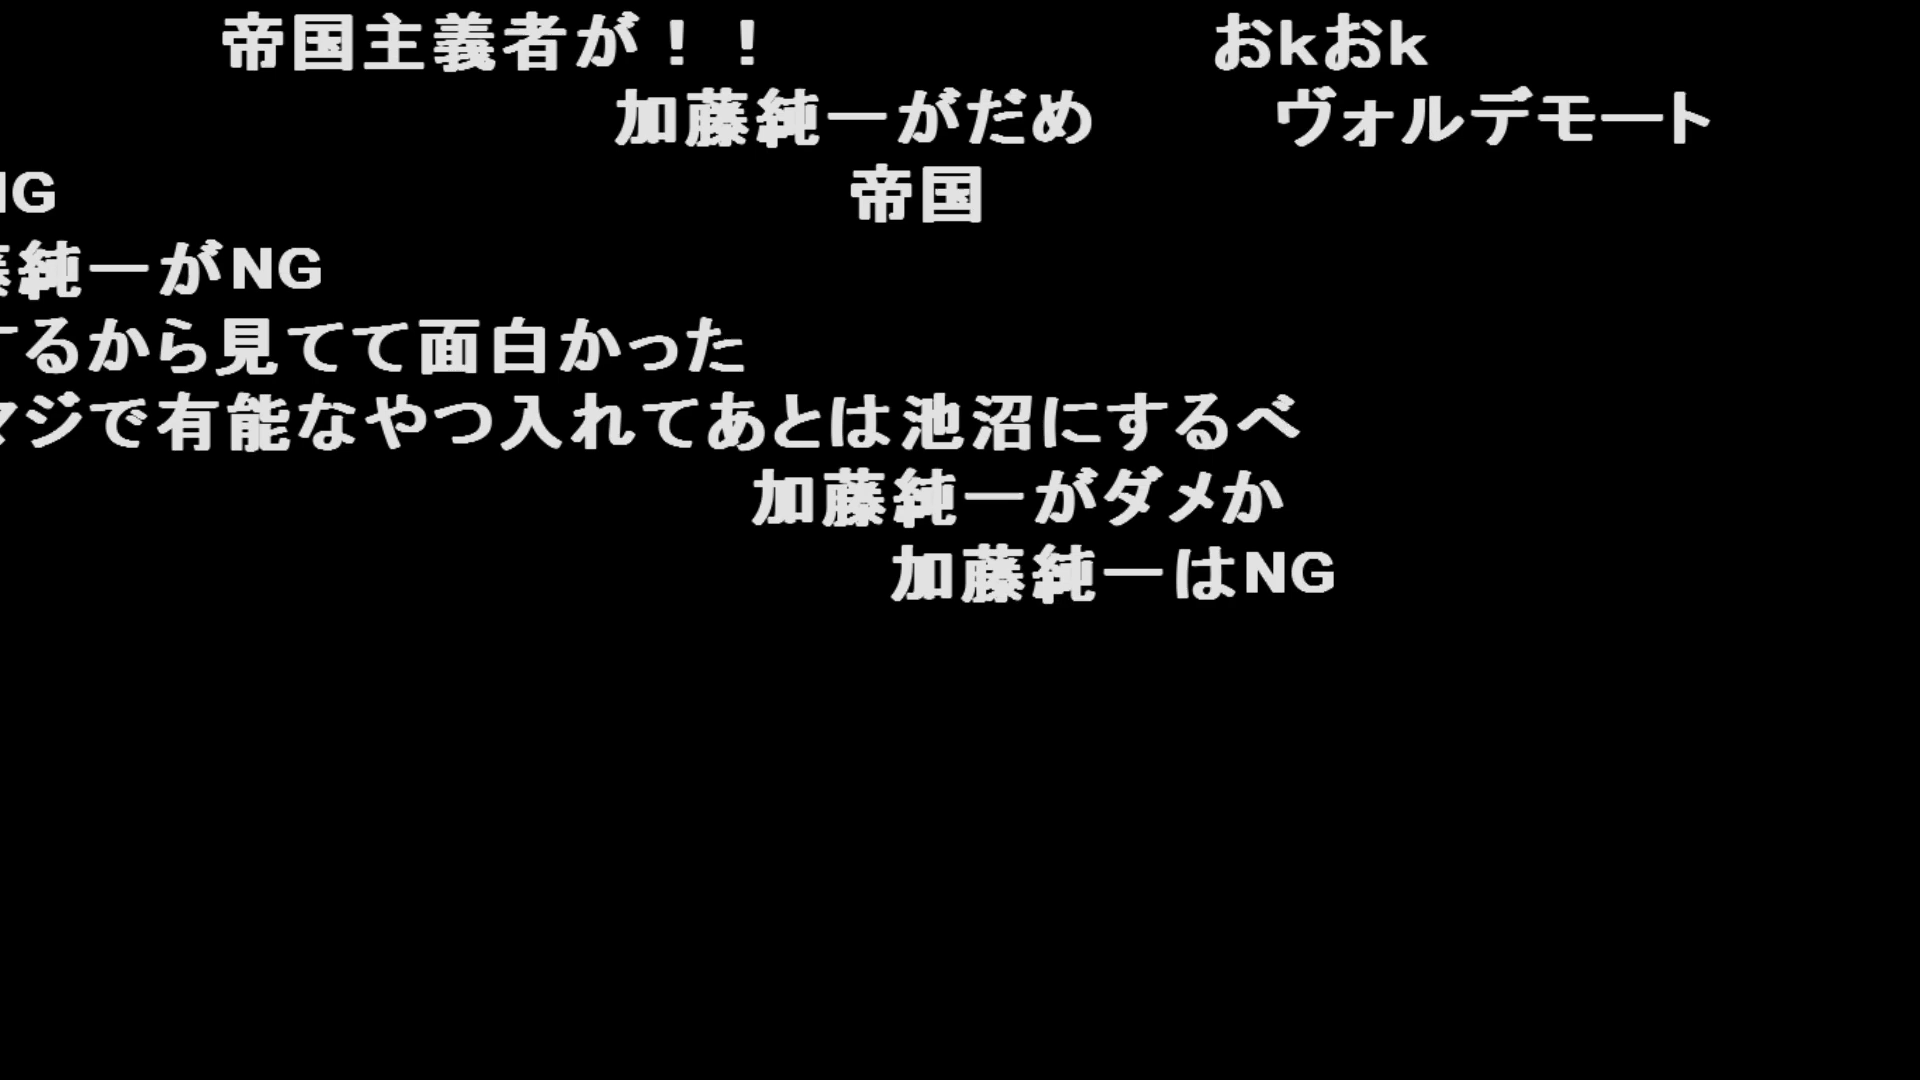 帝国主義者が！！ おkおk
加藤純一がだめ ヴォルデモート
NG 帝国
藤純一がNG
するから見てて面白かった
マジで有能なやつ入れてあとは池沼にするべ
加藤純一がダメか
加藤純一はNG